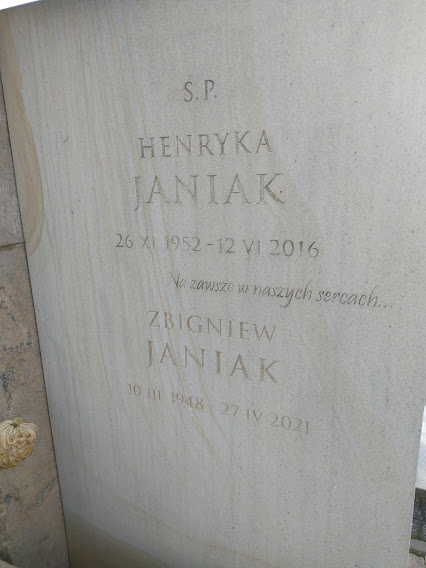 S.P.
HENRYKA
JANIAK
26 XI 1952 - 12 VI 2016
Na zawsze w naszych sercach...
ZBIGNIEW
JANIAK
10 III 1948 - 27 IV 2021